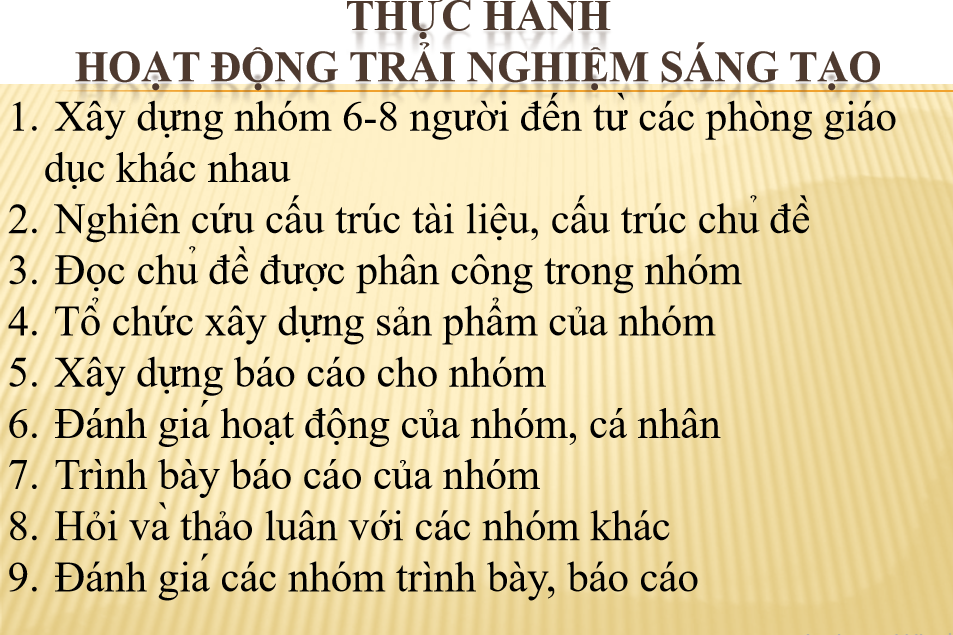 THỰC HÀNH
HOẠT ĐỘNG TRẢI NGHIỆM SÁNG TẠO
1. Xây dựng nhóm 6-8 người đến từ các phòng giáo
dục khác nhau
2. Nghiên cứu cấu trúc tài liệu, cấu trúc chủ đề
3. Đọc chủ đề được phân công trong nhóm
4. Tổ chức xây dựng sản phẩm của nhóm
5. Xây dựng báo cáo cho nhóm
6. Đánh giá hoạt động của nhóm, cá nhân
7. Trình bày báo cáo của nhóm
8. Hỏi và thảo luân với các nhóm khác
9. Đánh giá các nhóm trình bày, báo cáo